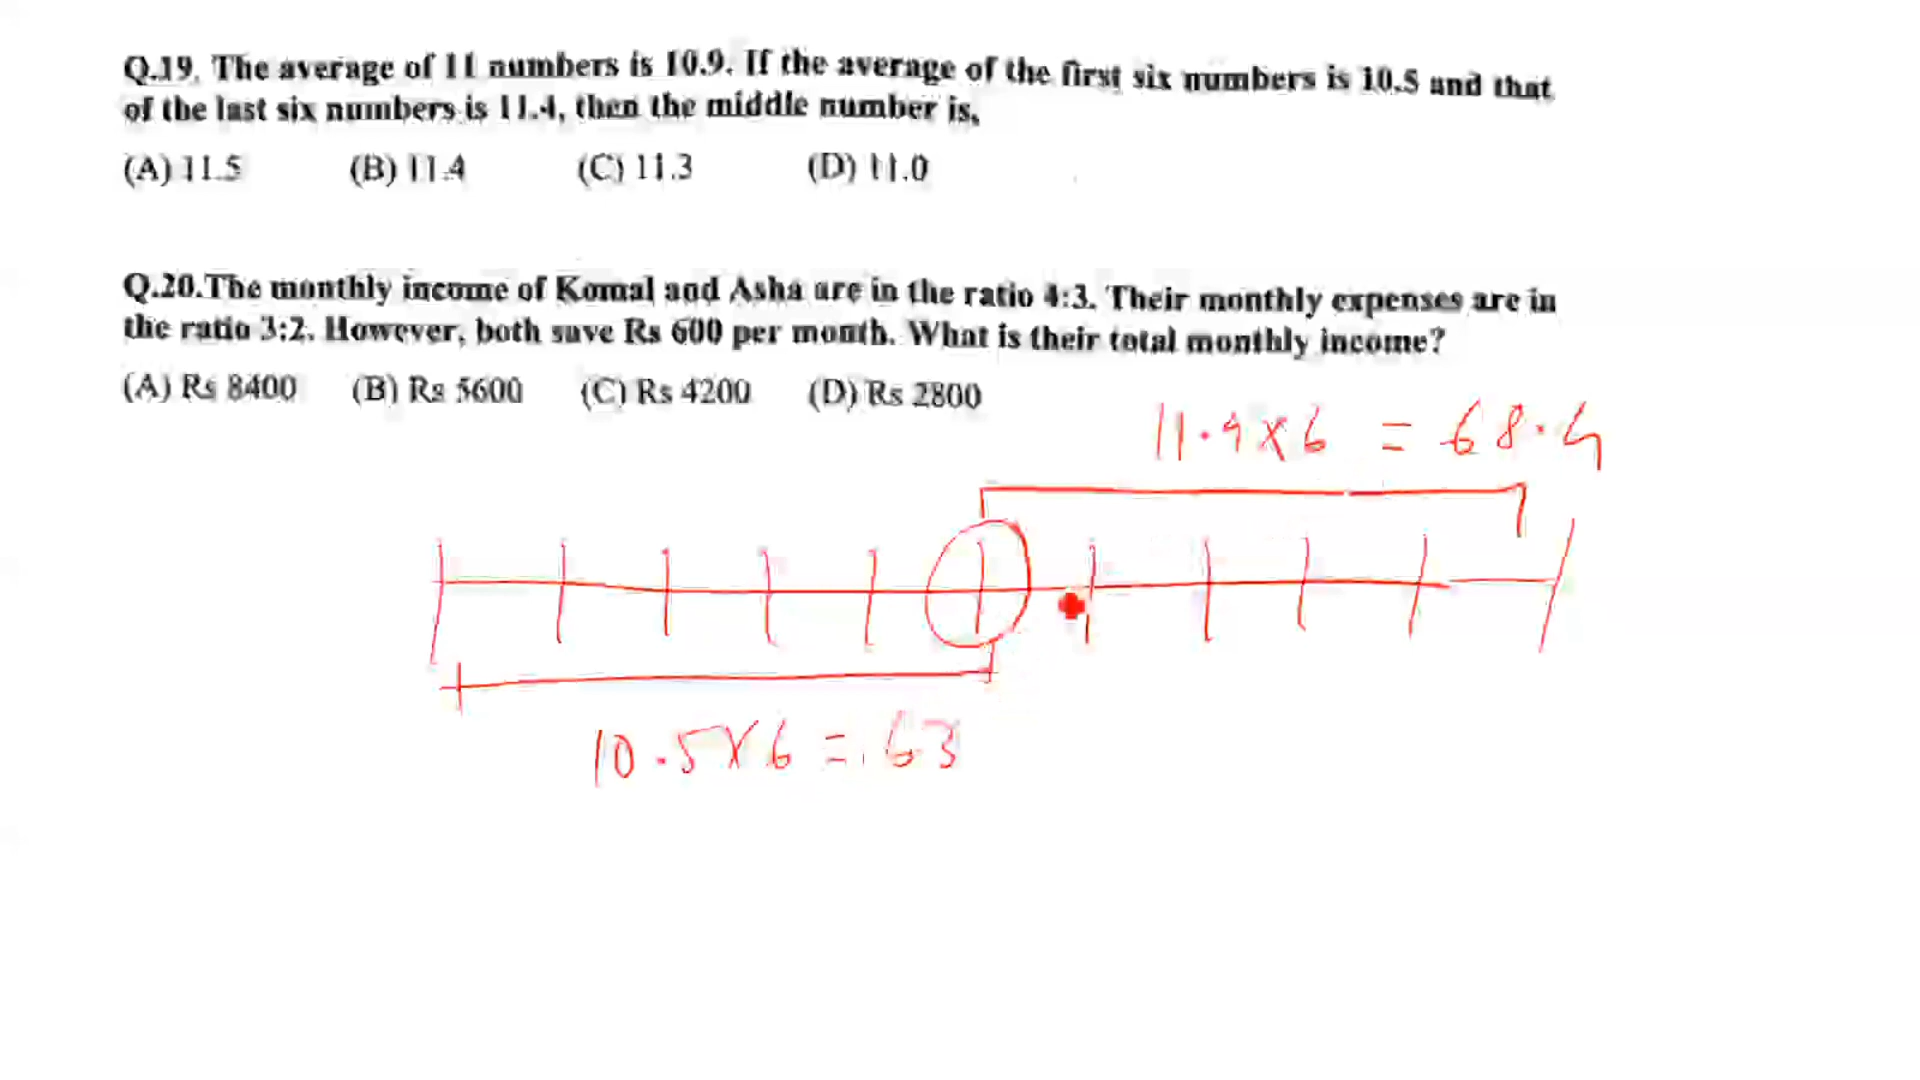 Q.19. The average of 11 numbers is 10.9. If the average of the first six numbers is 10.5 and that
of the last six numbers is 11.4, then the middle number is,
(A) 11.5 (B) 11.4 (C) 11.3 (D) 11.0
Q.20.The monthly income of Komal and Asha are in the ratio 4:3. Their monthly expenses are in
the ratio 3:2. However, both save Rs 600 per month. What is their total monthly income?
(A) Rs 8400 (B) Rs 5600 (C) Rs 4200 (D) Rs 2800
11.4x6 = 68.4
10.5x6 = 63